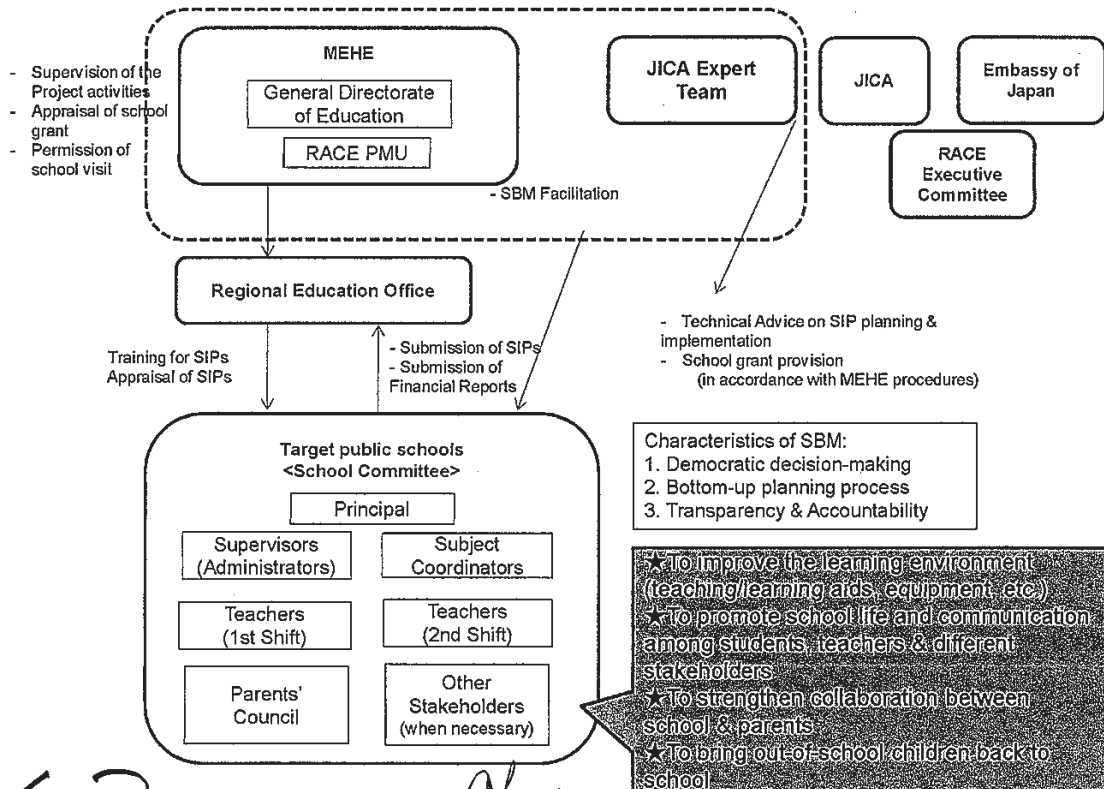 - Supervision of the
Project activities
- Appraisal of school
grant
- Permission of
school visit
MEHE
General Directorate
of Education
RACE PMU
JICA Expert
Team
JICA
Embassy of
Japan
RACE
Executive
Committee
- SBM Facilitation
Regional Education Office
Training for SIPs
Appraisal of SIPs
- Submission of SIPs
- Submission of
Financial Reports
- Technical Advice on SIP planning &
implementation
- School grant provision
(in accordance with MEHE procedures)
Target public schools
<School Committee>
Principal
Supervisors
(Administrators)
Subject
Coordinators
Teachers
(1st Shift)
Teachers
(2nd Shift)
Parents'
Council
Other
Stakeholders
(when necessary)
Characteristics of SBM:
1. Democratic decision-making
2. Bottom-up planning process
3. Transparency & Accountability
★To improve the learning environment
(teaching/learning aids, equipment, etc.)
★To promote school life and communication
among students, teachers & different
stakeholders
★To strengthen collaboration between
school & parents
★To bring out-of-school children back to
school